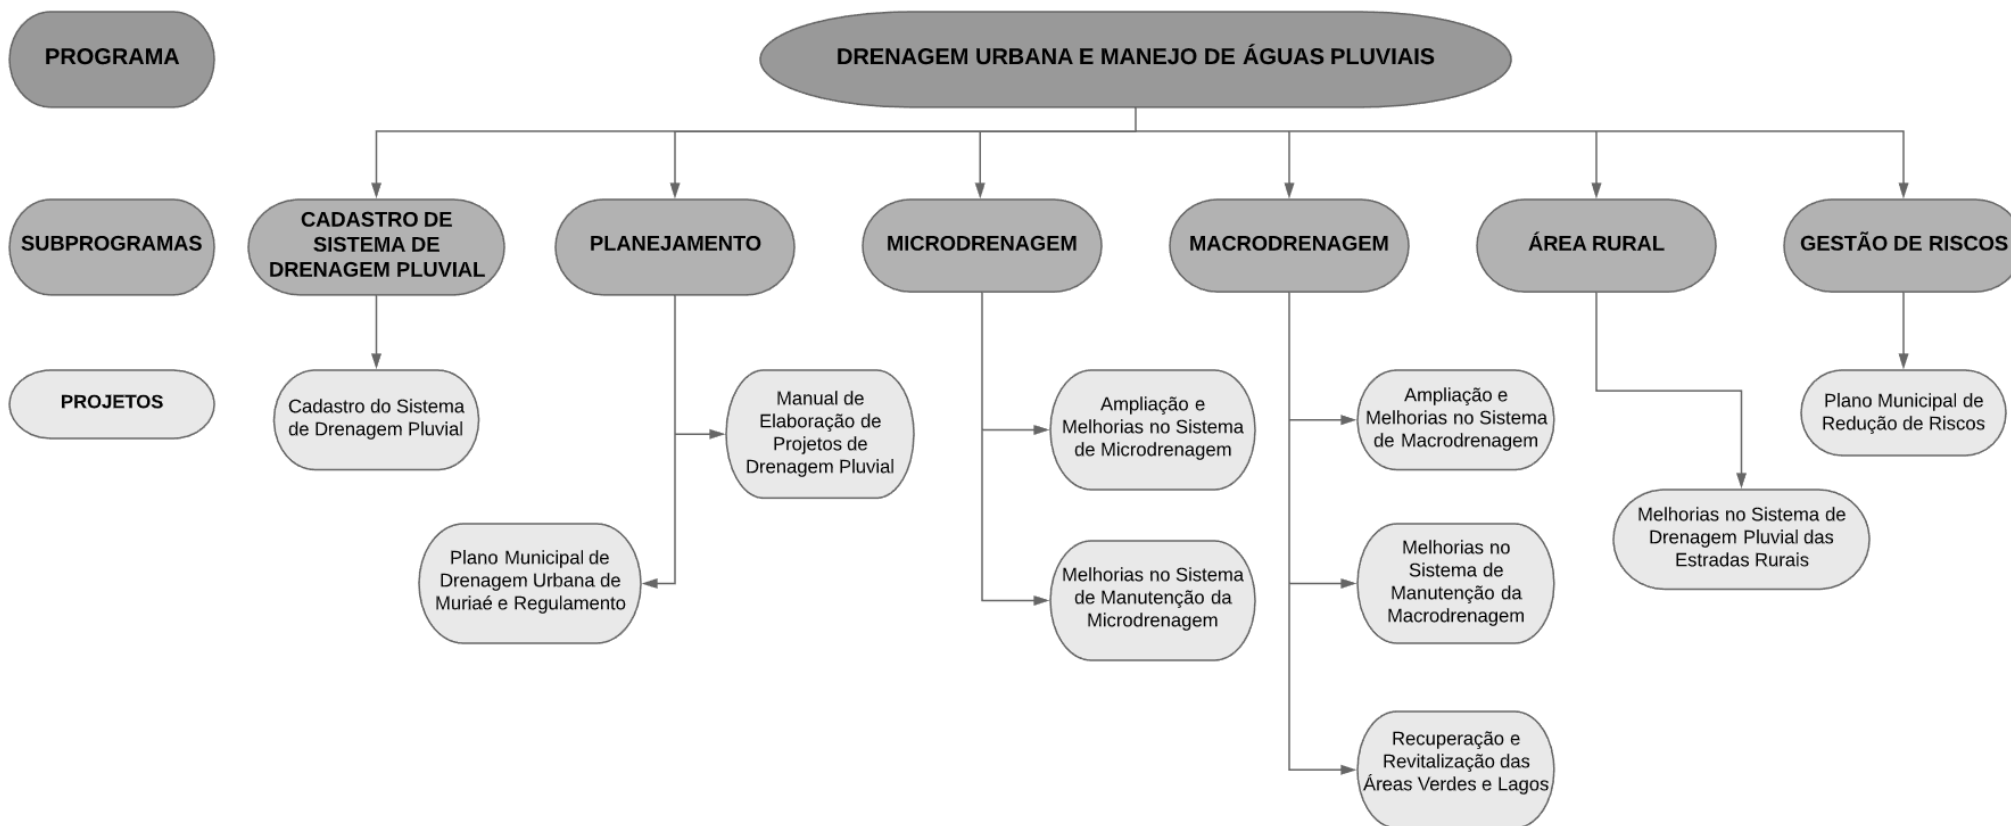 PROGRAMA
DRENAGEM URBANA E MANEJO DE ÁGUAS PLUVIAIS
SUBPROGRAMAS
CADASTRO DE
SISTEMA DE
DRENAGEM PLUVIAL
PLANEJAMENTO
MICRODRENAGEM
MACRODRENAGEM
ÁREA RURAL
GESTÃO DE RISCOS
PROJETOS
Cadastro do Sistema
de Drenagem Pluvial
Manual de
Elaboração de
Projetos de
Drenagem Pluvial
Plano Municipal de
Drenagem Urbana de
Muriaé e Regulamento
Ampliação e
Melhorias no Sistema
de Microdrenagem
Melhorias no Sistema
de Manutenção da
Microdrenagem
Ampliação e
Melhorias no Sistema
de Macrodrenagem
Melhorias no
Sistema de
Manutenção da
Macrodrenagem
Recuperação e
Revitalização das
Áreas Verdes e Lagos
Melhorias no Sistema de
Drenagem Pluvial das
Estradas Rurais
Plano Municipal de
Redução de Riscos